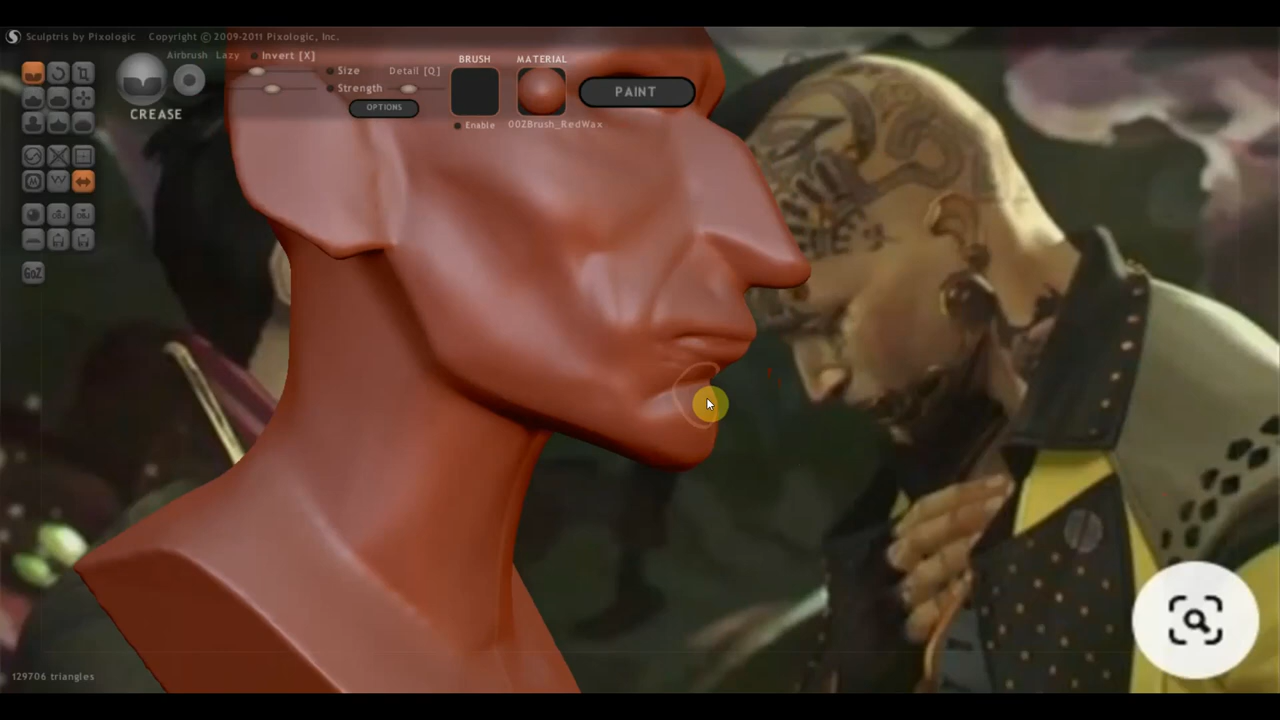 Sculptris by Pixologic Copyright © 2009-2011 Pixologic, Inc.
Airbrush Lazy Invert [X]
Size Detail [Q]
Strength
OPTIONS
CREASE
BRUSH
Enable
MATERIAL
00ZBrush_RedWax
PAINT
GoZ
129706 triangles